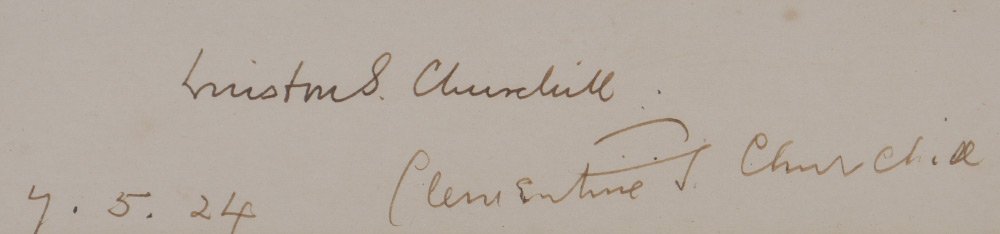 Winston S. Churchill.
Clementine S. Churchill
7. 5. 24